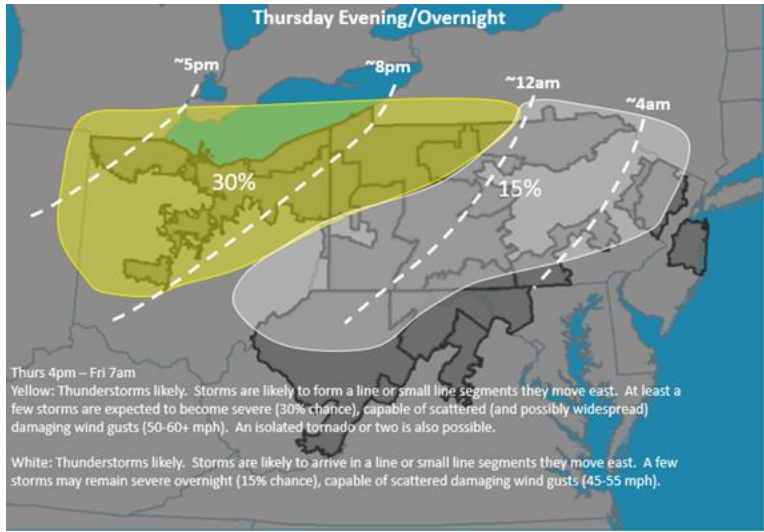 Thursday Evening/Overnight
~5pm
~8pm
~12am
~4am
30%
15%
Thurs 4pm – Fri 7am
Yellow: Thunderstorms likely.  Storms are likely to form a line or small line segments they move east.  At least a
few storms are expected to become severe (30% chance), capable of scattered (and possibly widespread)
damaging wind gusts (50-60+ mph).  An isolated tornado or two is also possible.
White: Thunderstorms likely.  Storms are likely to arrive in a line or small line segments they move east.  A few
storms may remain severe overnight (15% chance), capable of scattered damaging wind gusts (45-55 mph).